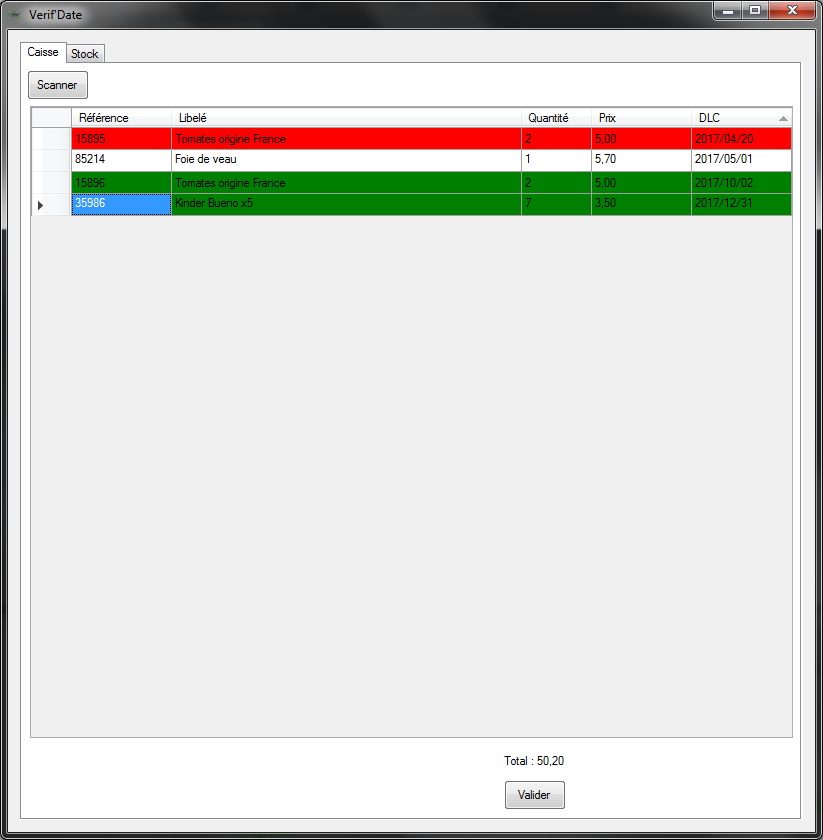 Verif'Date
Caisse Stock
Scanner
Référence Libelé Quantité Prix DLC
15895 Tomates origine France 2 5,00 2017/04/20
85214 Foie de veau 1 5,70 2017/05/01
15896 Tomates origine France 2 5,00 2017/10/02
35986 Kinder Bueno x5 7 3,50 2017/12/31
Total : 50,20
Valider